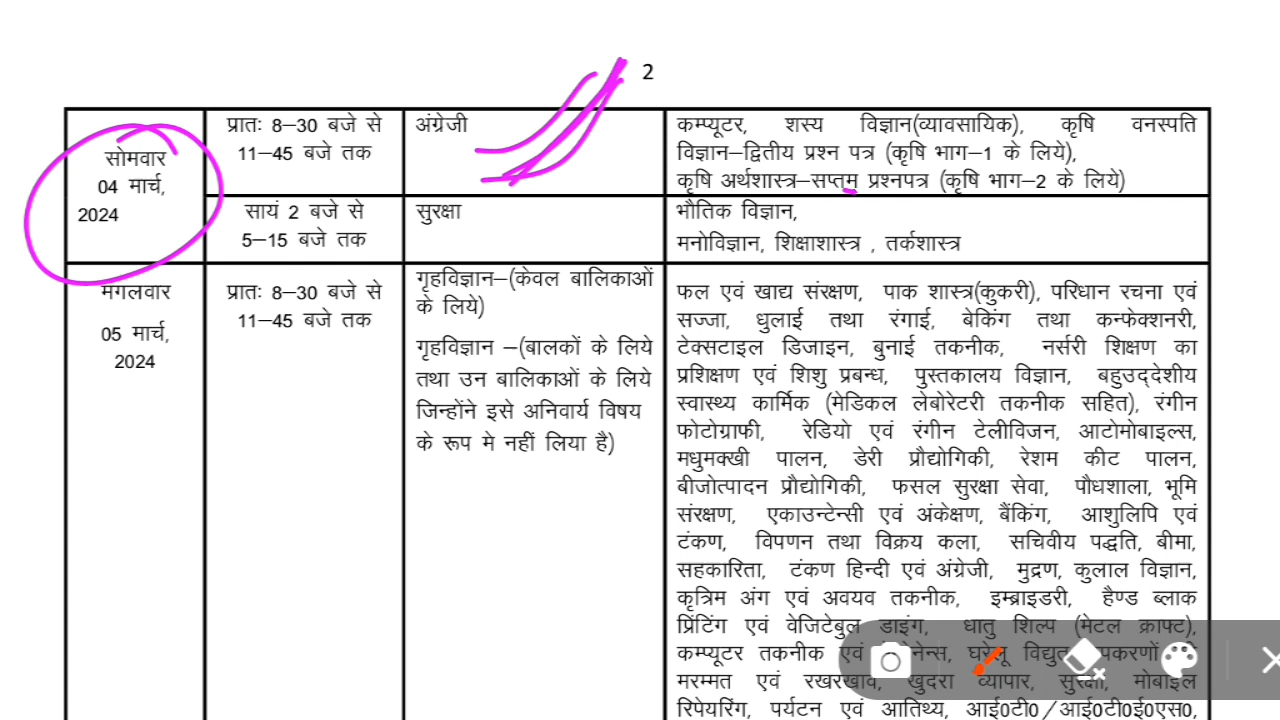 2
सोमवार
04 मार्च,
2024
प्रातः 8–30 बजे से
11–45 बजे तक
अंग्रेजी
कम्प्यूटर, शस्य विज्ञान(व्यावसायिक), कृषि वनस्पति
विज्ञान–द्वितीय प्रश्न पत्र (कृषि भाग–1 के लिये),
कृषि अर्थशास्त्र–सप्तम प्रश्नपत्र (कृषि भाग–2 के लिये)
सायं 2 बजे से
5–15 बजे तक
सुरक्षा
भौतिक विज्ञान,
मनोविज्ञान, शिक्षाशास्त्र , तर्कशास्त्र
मंगलवार
05 मार्च,
2024
प्रातः 8–30 बजे से
11–45 बजे तक
गृहविज्ञान–(केवल बालिकाओं
के लिये)
गृहविज्ञान –(बालकों के लिये
तथा उन बालिकाओं के लिये
जिन्होंने इसे अनिवार्य विषय
के रूप मे नहीं लिया है)
फल एवं खाद्य संरक्षण, पाक शास्त्र(कुकरी), परिधान रचना एवं
सज्जा, धुलाई तथा रंगाई, बेकिंग तथा कन्फेक्शनरी,
टेक्सटाइल डिजाइन, बुनाई तकनीक, नर्सरी शिक्षण का
प्रशिक्षण एवं शिशु प्रबन्ध, पुस्तकालय विज्ञान, बहुउद्देशीय
स्वास्थ्य कार्मिक (मेडिकल लेबोरेटरी तकनीक सहित), रंगीन
फोटोग्राफी, रेडियो एवं रंगीन टेलीविजन, आटोमोबाइल्स,
मधुमक्खी पालन, डेरी प्रौद्योगिकी, रेशम कीट पालन,
बीजोत्पादन प्रौद्योगिकी, फसल सुरक्षा सेवा, पौधशाला, भूमि
संरक्षण, एकाउन्टेन्सी एवं अंकेक्षण, बैंकिंग, आशुलिपि एवं
टंकण, विपणन तथा विक्रय कला, सचिवीय पद्धति, बीमा,
सहकारिता, टंकण हिन्दी एवं अंग्रेजी, मुद्रण, कुलाल विज्ञान,
कृत्रिम अंग एवं अवयव तकनीक, इम्ब्राइडरी, हैण्ड ब्लाक
प्रिंटिंग एवं वेजिटेबुल डाइंग, धातु शिल्प (मेटल क्राफ्ट),
कम्प्यूटर तकनीक एवं घरेलू विद्युत
मरम्मत एवं रखरखाव, खुदरा व्यापार, सुरक्षा, मोबाइल
रिपेयरिंग, पर्यटन एवं आतिथ्य, आई0टी0/आई0टी0ई0एस0,